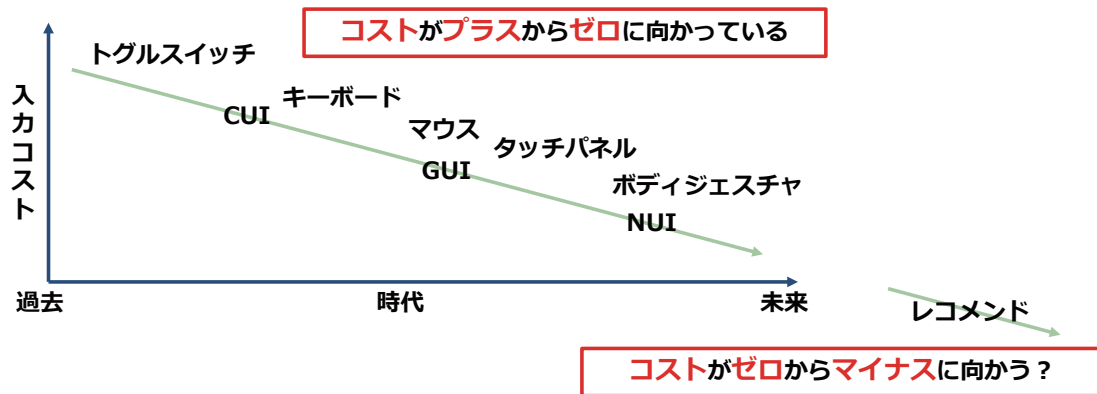 コストがプラスからゼロに向かっている
トグルスイッチ
入力コスト
キーボード
CUI
マウス
タッチパネル
GUI
ボディジェスチャ
NUI
過去
時代
未来
レコメンド
コストがゼロからマイナスに向かう？